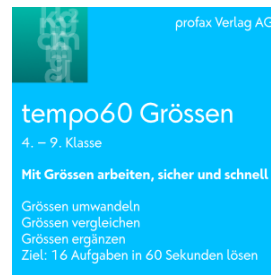 profax Verlag AG
tempo60 Grössen
4. – 9. Klasse
Mit Grössen arbeiten, sicher und schnell
Grössen umwandeln
Grössen vergleichen
Grössen ergänzen
Ziel: 16 Aufgaben in 60 Sekunden lösen